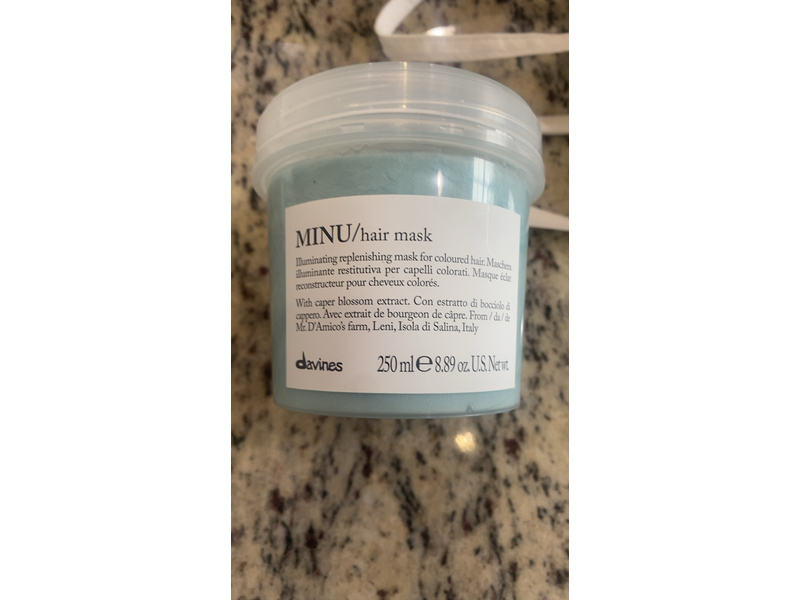 MINU/hair mask
Illuminating replenishing mask for coloured hair. Maschera
illuminante restitutiva per capelli colorati. Masque éclat
reconstructeur pour cheveux colorés.
With caper blossom extract. Con estratto di bocciolo di
cappero. Avec extrait de bourgeon de câpre. From / da / de
Mr. D'Amico's farm, Leni, Isola di Salina, Italy
davines 250 ml ℮ 8.89 oz. U.S. Net wt.